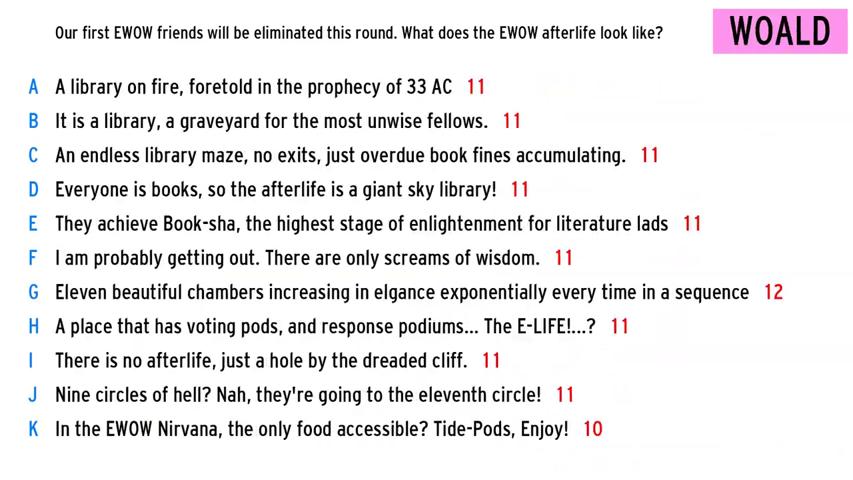 Our first EWOW friends will be eliminated this round. What does the EWOW afterlife look like?
WOALD
A A library on fire, foretold in the prophecy of 33 AC 11
B It is a library, a graveyard for the most unwise fellows. 11
C An endless library maze, no exits, just overdue book fines accumulating. 11
D Everyone is books, so the afterlife is a giant sky library! 11
E They achieve Book-sha, the highest stage of enlightenment for literature lads 11
F I am probably getting out. There are only screams of wisdom. 11
G Eleven beautiful chambers increasing in elgance exponentially every time in a sequence 12
H A place that has voting pods, and response podiums... The E-LIFE!...? 11
I There is no afterlife, just a hole by the dreaded cliff. 11
J Nine circles of hell? Nah, they're going to the eleventh circle! 11
K In the EWOW Nirvana, the only food accessible? Tide-Pods, Enjoy! 10